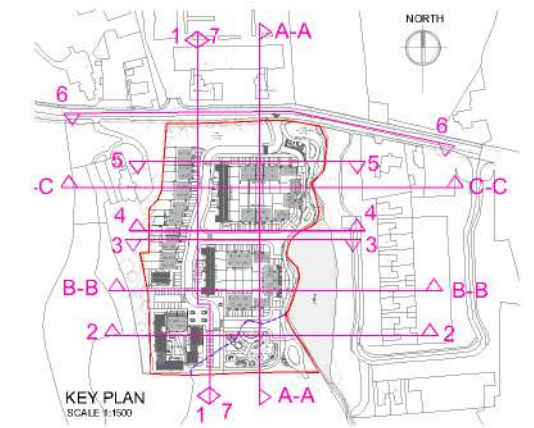 NORTH
1 7 A-A
6
6
5 5
-C C-C
4 4
3 3
B-B B-B
2 2
KEY PLAN
SCALE 1:1500
1 7 A-A